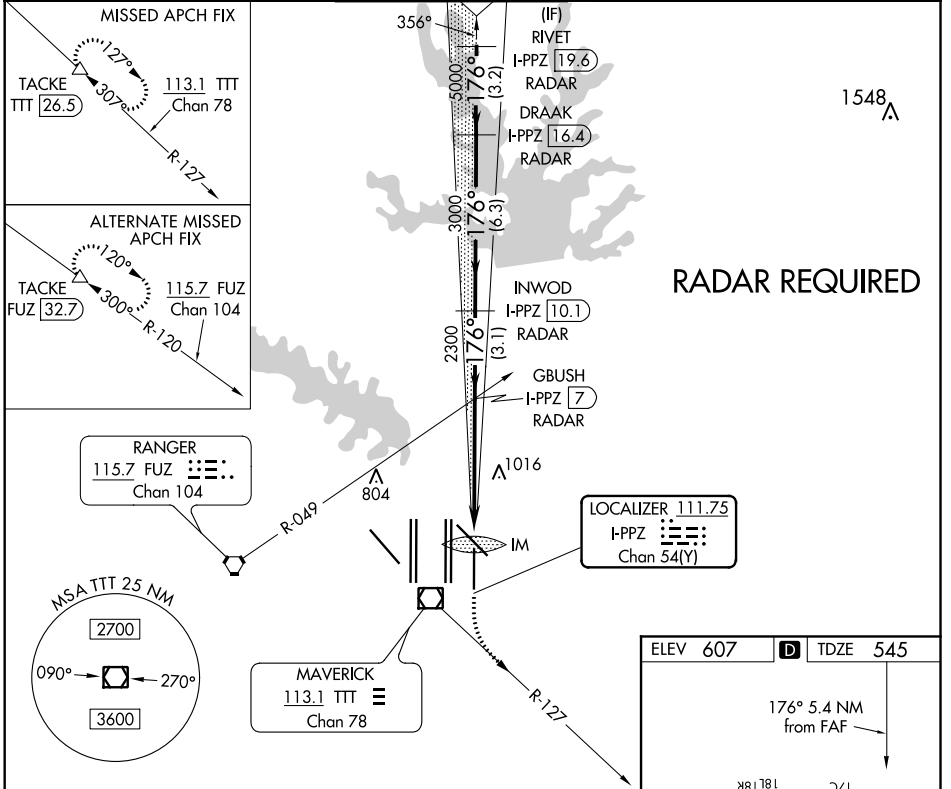 MISSED APCH FIX
127°
TACKE
TTT 26.5
307°
113.1 TTT
Chan 78
R-127
ALTERNATE MISSED
APCH FIX
120°
TACKE
FUZ 32.7
300°
115.7 FUZ
Chan 104
R-120
356°
(IF)
RIVET
I-PPZ 19.6
RADAR
5000
176°
(3.2)
DRAAK
I-PPZ 16.4
RADAR
3000
176°
(6.3)
INWOD
I-PPZ 10.1
RADAR
2300
176°
(3.1)
GBUSH
I-PPZ 7
RADAR
1548
RADAR REQUIRED
RANGER
115.7 FUZ
Chan 104
R-049
804
1016
IM
LOCALIZER 111.75
I-PPZ
Chan 54(Y)
MSA TTT 25 NM
2700
090°
270°
3600
MAVERICK
113.1 TTT
Chan 78
R-127
ELEV 607 D TDZE 545
176° 5.4 NM
from FAF
18L 18R
17C